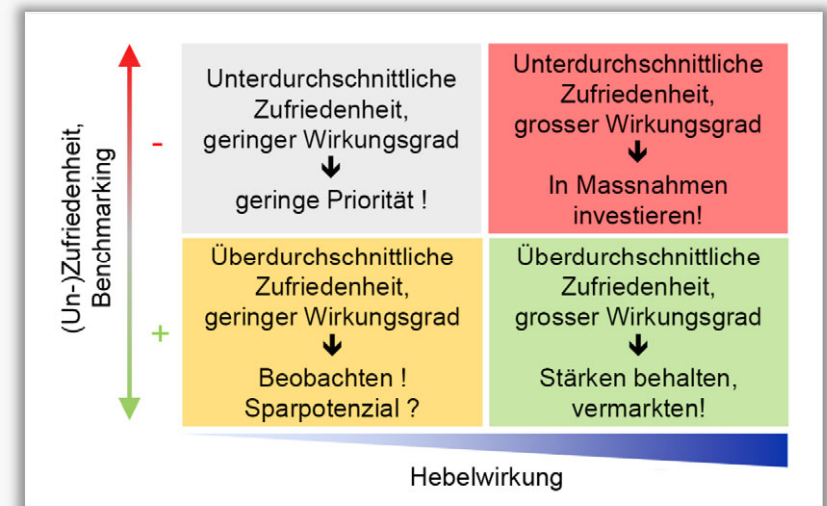 (Un-)Zufriedenheit,
Benchmarking
-
+
Unterdurchschnittliche
Zufriedenheit,
geringer Wirkungsgrad
↓
geringe Priorität !
Unterdurchschnittliche
Zufriedenheit,
grosser Wirkungsgrad
↓
In Massnahmen
investieren!
Überdurchschnittliche
Zufriedenheit,
geringer Wirkungsgrad
↓
Beobachten !
Sparpotenzial ?
Überdurchschnittliche
Zufriedenheit,
grosser Wirkungsgrad
↓
Stärken behalten,
vermarkten!
Hebelwirkung